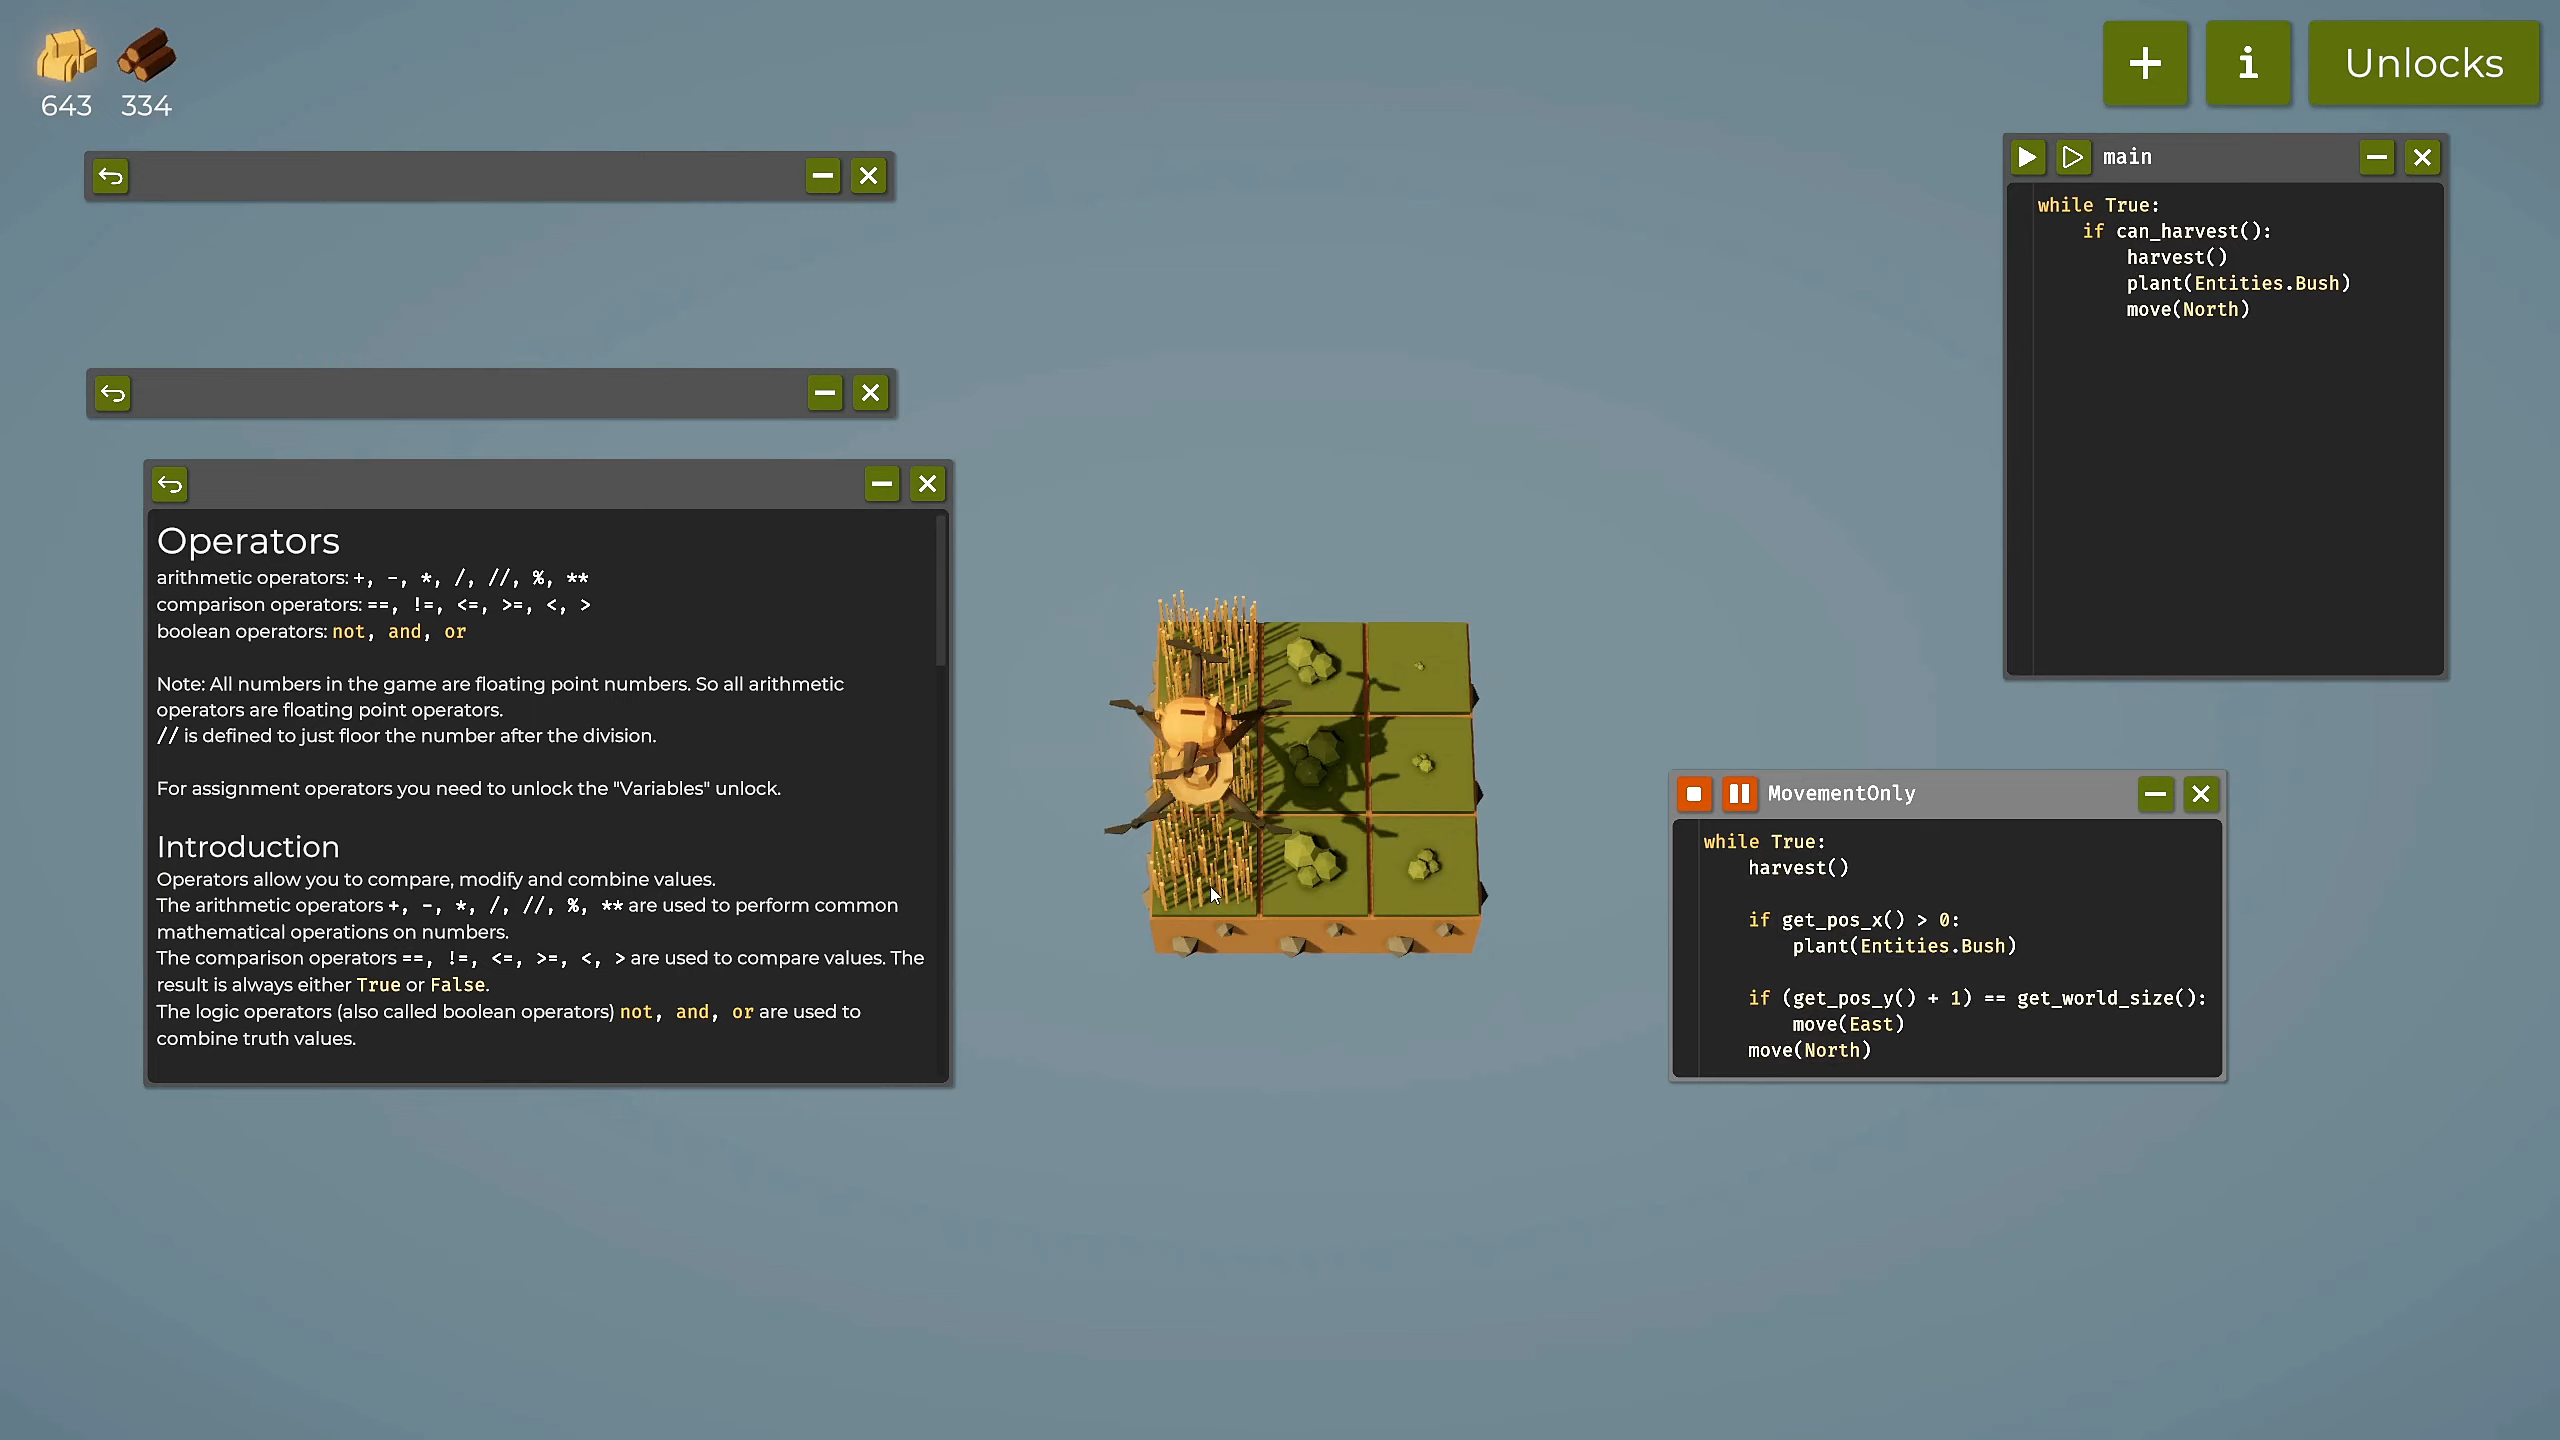 643 334
+ i Unlocks
main
while True:
    if can_harvest():
        harvest()
        plant(Entities.Bush)
        move(North)
Operators
arithmetic operators: +, -, *, /, //, %, **
comparison operators: ==, !=, <=, >=, <, >
boolean operators: not, and, or
Note: All numbers in the game are floating point numbers. So all arithmetic
operators are floating point operators.
// is defined to just floor the number after the division.
For assignment operators you need to unlock the "Variables" unlock.
Introduction
Operators allow you to compare, modify and combine values.
The arithmetic operators +, -, *, /, //, %, ** are used to perform common
mathematical operations on numbers.
The comparison operators ==, !=, <=, >=, <, > are used to compare values. The
result is always either True or False.
The logic operators (also called boolean operators) not, and, or are used to
combine truth values.
MovementOnly
while True:
    harvest()
    if get_pos_x() > 0:
        plant(Entities.Bush)
    if (get_pos_y() + 1) == get_world_size():
        move(East)
    move(North)